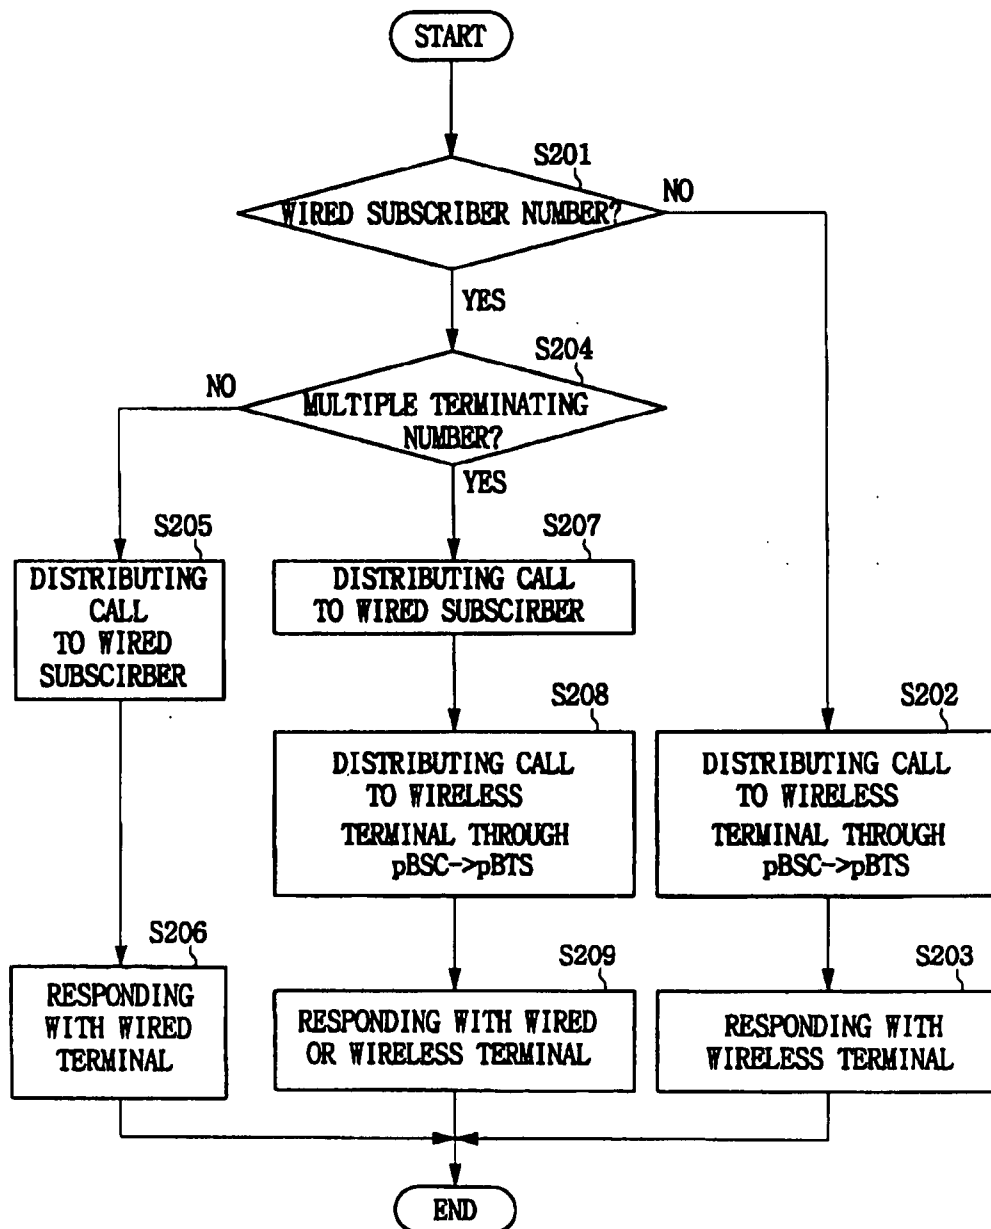 START
S201
WIRED SUBSCRIBER NUMBER?
NO
YES
S204
NO
MULTIPLE TERMINATING
NUMBER?
YES
S205
DISTRIBUTING
CALL
TO WIRED
SUBSCIRBER
S207
DISTRIBUTING CALL
TO WIRED SUBSCIRBER
S208
DISTRIBUTING CALL
TO WIRELESS
TERMINAL THROUGH
pBSC->pBTS
S202
DISTRIBUTING CALL
TO WIRELESS
TERMINAL THROUGH
pBSC->pBTS
S206
RESPONDING
WITH WIRED
TERMINAL
S209
RESPONDING WITH WIRED
OR WIRELESS TERMINAL
S203
RESPONDING WITH
WIRELESS TERMINAL
END